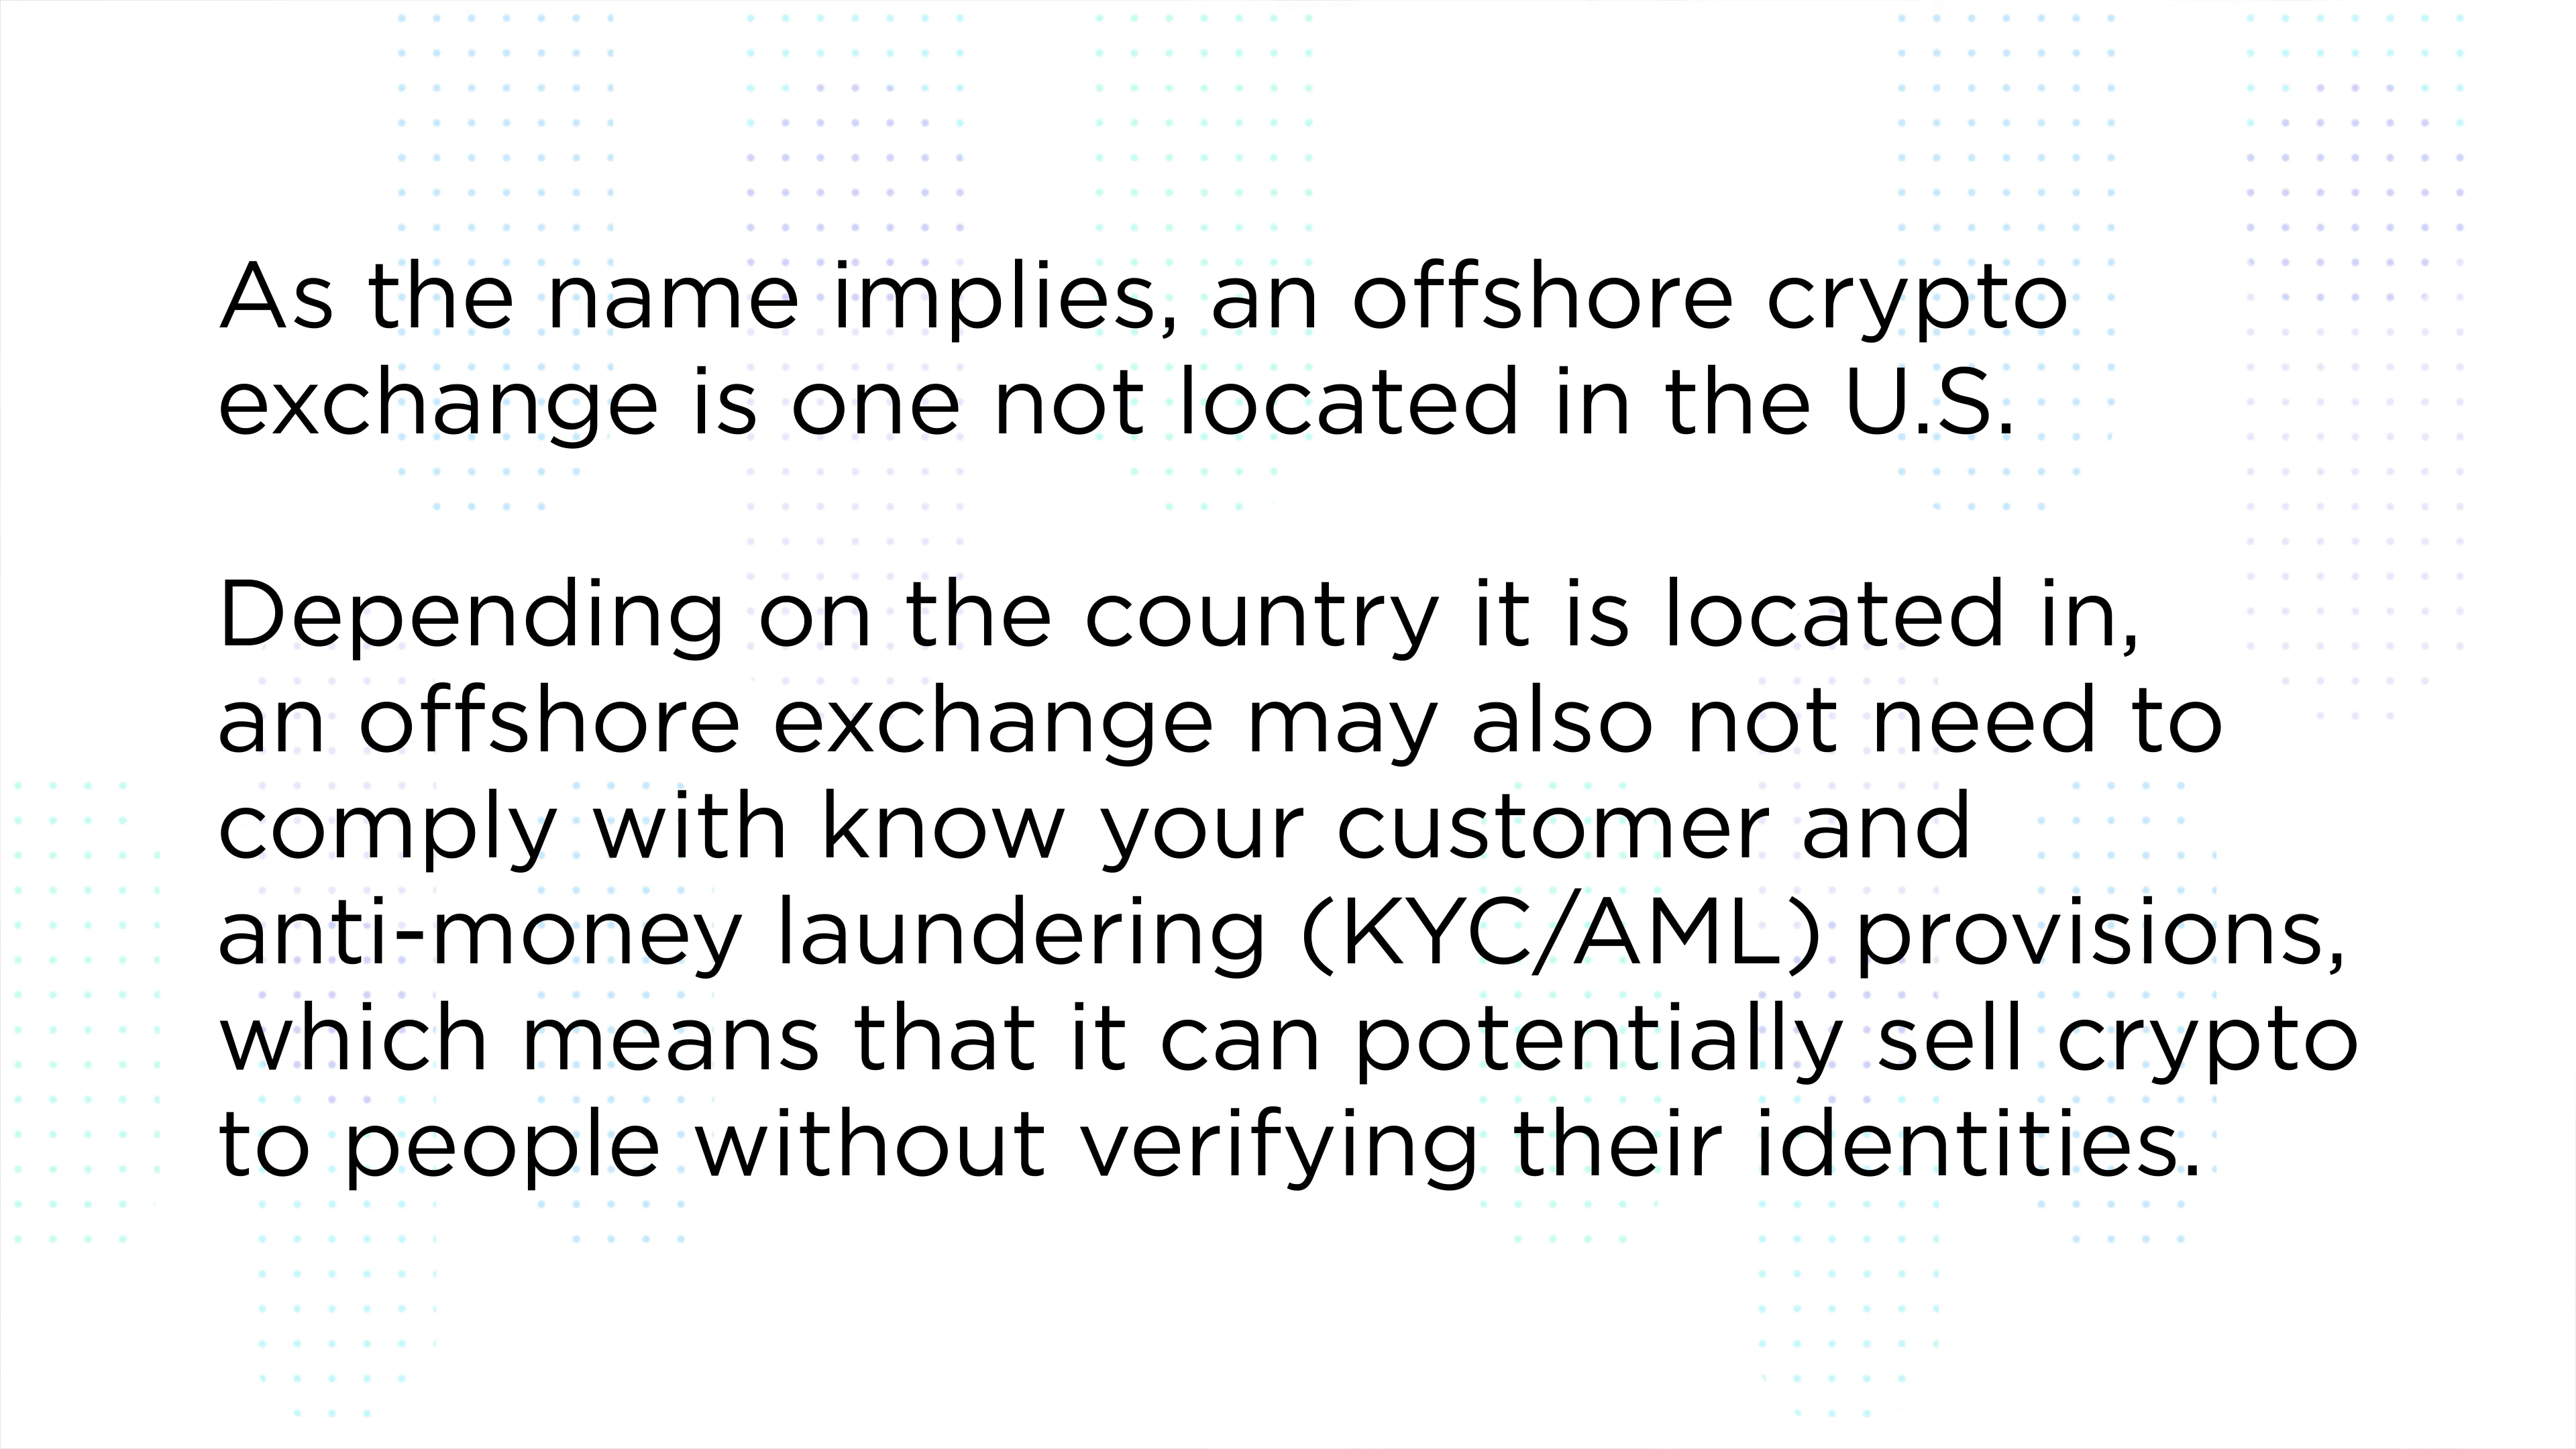 As the name implies, an offshore crypto
exchange is one not located in the U.S.
Depending on the country it is located in,
an offshore exchange may also not need to
comply with know your customer and
anti-money laundering (KYC/AML) provisions,
which means that it can potentially sell crypto
to people without verifying their identities.